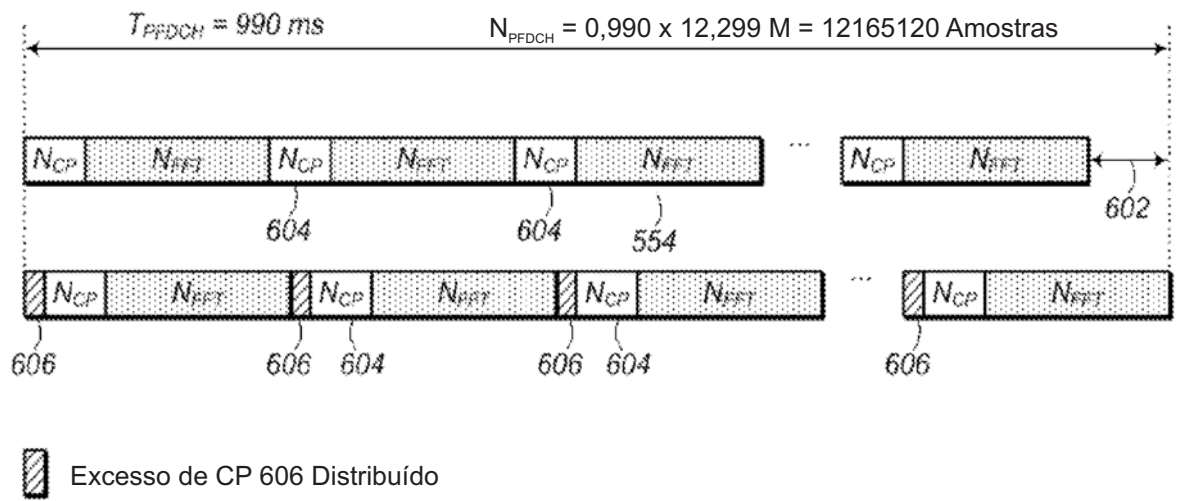 T_PFDCH = 990 ms N_PFDCH = 0,990 x 12,299 M = 12165120 Amostras
N_CP N_FFT N_CP N_FFT N_CP N_FFT ... N_CP N_FFT
604 604 554 602
N_CP N_FFT N_CP N_FFT N_CP N_FFT ... N_CP N_FFT
606 606 604 606 604 606
Excesso de CP 606 Distribuído